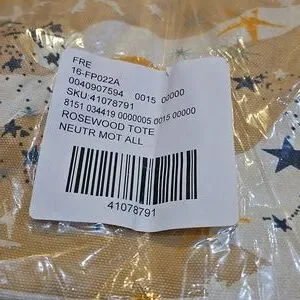 FRE
16-FP022A
0040907594 0015 00000
SKU:41078791
8151 034419 0000005 0015 00000
ROSEWOOD TOTE
NEUTR MOT ALL
41078791